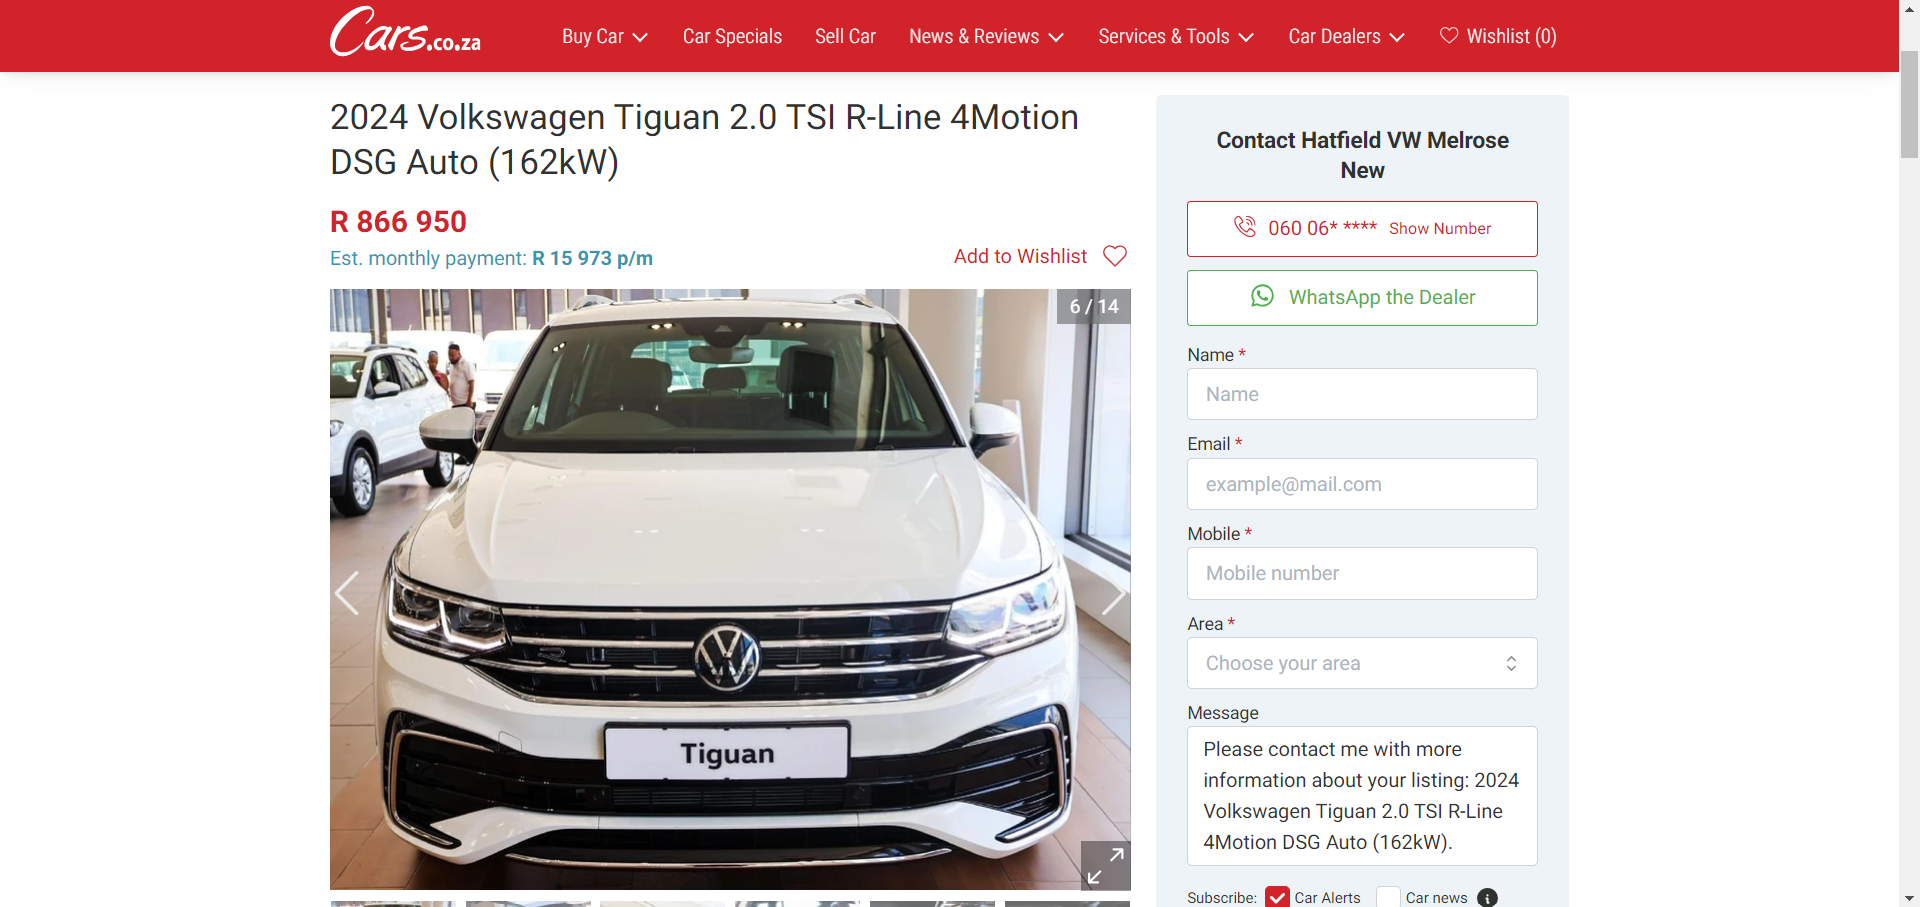 Cars.co.za
Buy Car
Car Specials
Sell Car
News & Reviews
Services & Tools
Car Dealers
Wishlist (0)
2024 Volkswagen Tiguan 2.0 TSI R-Line 4Motion
DSG Auto (162kW)
R 866 950
Est. monthly payment: R 15 973 p/m
Add to Wishlist
6 / 14
R
VW
Tiguan
Contact Hatfield VW Melrose
New
060 06* **** Show Number
WhatsApp the Dealer
Name *
Name
Email *
example@mail.com
Mobile *
Mobile number
Area *
Choose your area
Message
Please contact me with more
information about your listing: 2024
Volkswagen Tiguan 2.0 TSI R-Line
4Motion DSG Auto (162kW).
Subscribe: Car Alerts Car news i